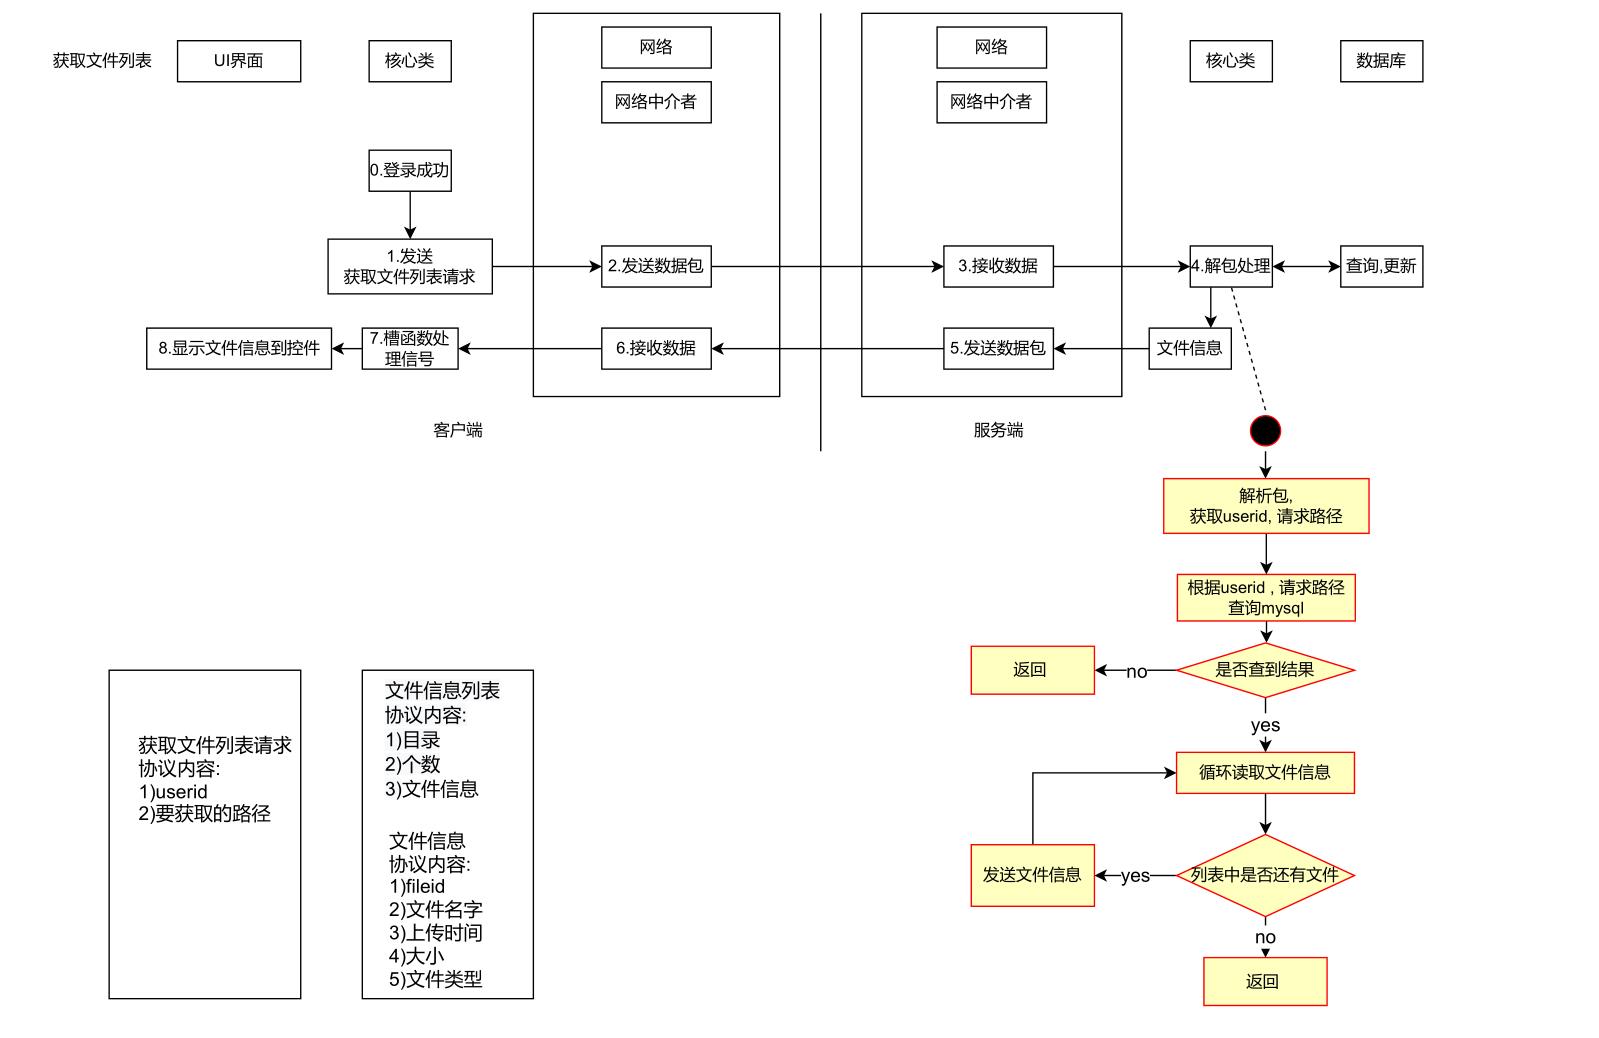 获取文件列表
UI界面
核心类
网络
网络
核心类
数据库
网络中介者
网络中介者
0.登录成功
1.发送
获取文件列表请求
2.发送数据包
3.接收数据
4.解包处理
查询,更新
8.显示文件信息到控件
7.槽函数处
理信号
6.接收数据
5.发送数据包
文件信息
客户端
服务端
解析包,
获取userid, 请求路径
根据userid , 请求路径
查询mysql
是否查到结果
no
返回
yes
循环读取文件信息
列表中是否还有文件
yes
发送文件信息
no
返回
获取文件列表请求
协议内容:
1)userid
2)要获取的路径
文件信息列表
协议内容:
1)目录
2)个数
3)文件信息
文件信息
协议内容:
1)fileid
2)文件名字
3)上传时间
4)大小
5)文件类型